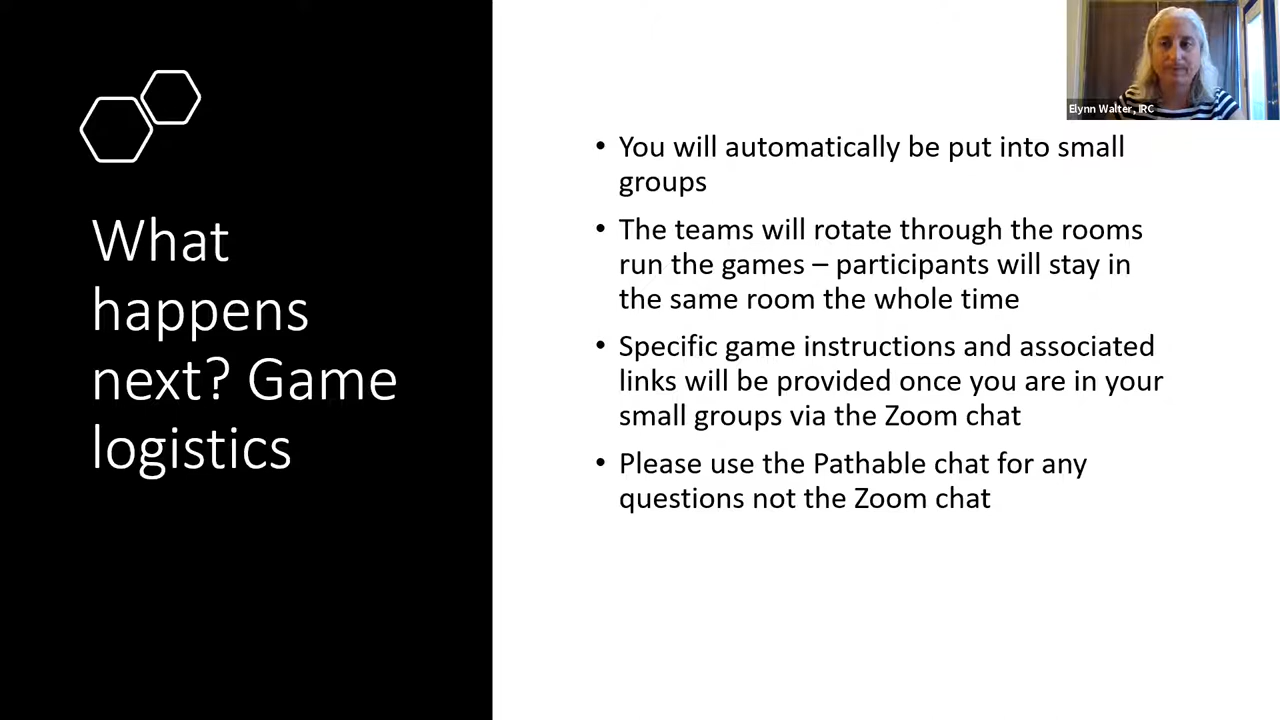 Elynn Walter, IRC
What
happens
next? Game
logistics
• You will automatically be put into small
groups
• The teams will rotate through the rooms
run the games – participants will stay in
the same room the whole time
• Specific game instructions and associated
links will be provided once you are in your
small groups via the Zoom chat
• Please use the Pathable chat for any
questions not the Zoom chat